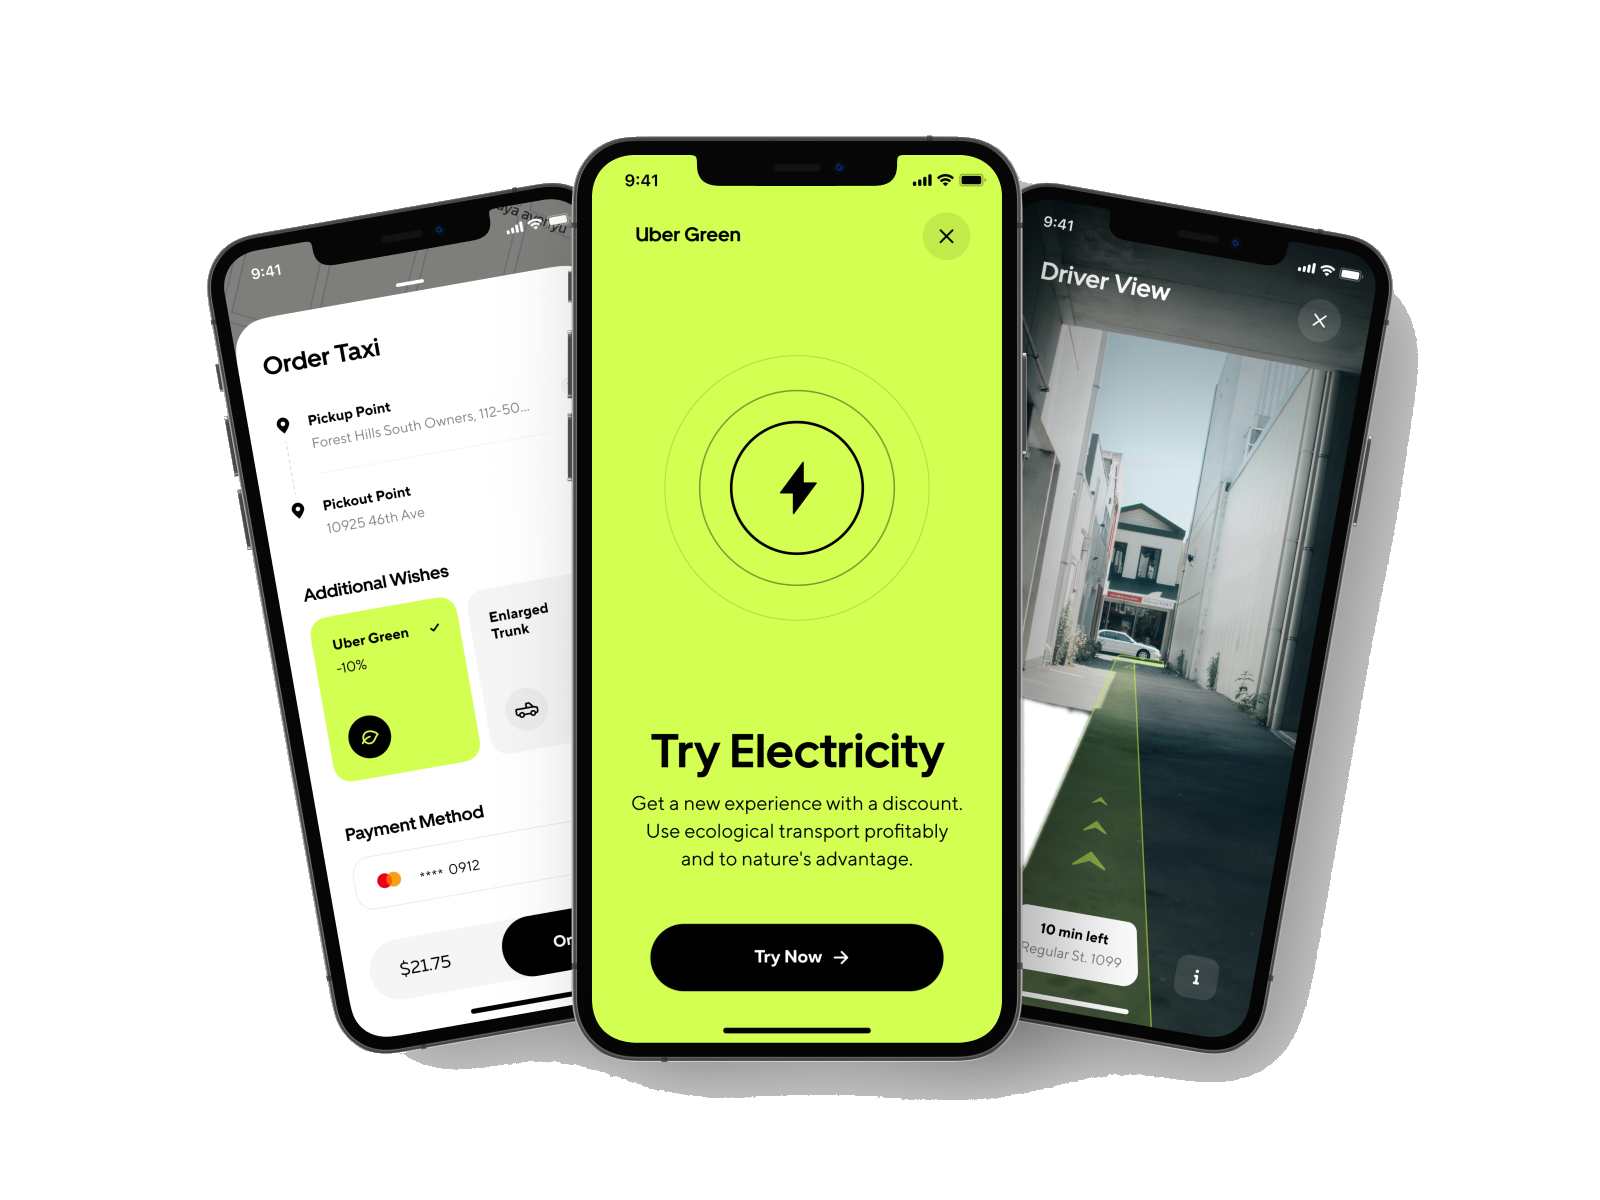 9:41
Order Taxi
Pickup Point
Forest Hills South Owners, 112-50...
Pickout Point
10925 46th Ave
Additional Wishes
Uber Green
-10%
Enlarged
Trunk
Payment Method
**** 0912
$21.75
Or
9:41
Uber Green
Try Electricity
Get a new experience with a discount.
Use ecological transport profitably
and to nature's advantage.
Try Now →
9:41
Driver View
10 min left
Regular St. 1099